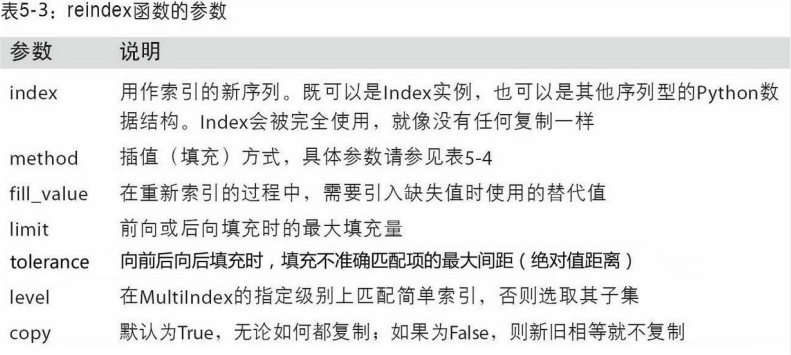 表5-3：reindex函数的参数
参数 说明
index 用作索引的新序列。既可以是Index实例，也可以是其他序列型的Python数
据结构。Index会被完全使用，就像没有任何复制一样
method 插值（填充）方式，具体参数请参见表5-4
fill_value 在重新索引的过程中，需要引入缺失值时使用的替代值
limit 前向或后向填充时的最大填充量
tolerance 向前后向后填充时，填充不准确匹配项的最大间距（绝对值距离）
level 在MultiIndex的指定级别上匹配简单索引，否则选取其子集
copy 默认为True，无论如何都复制；如果为False，则新旧相等就不复制